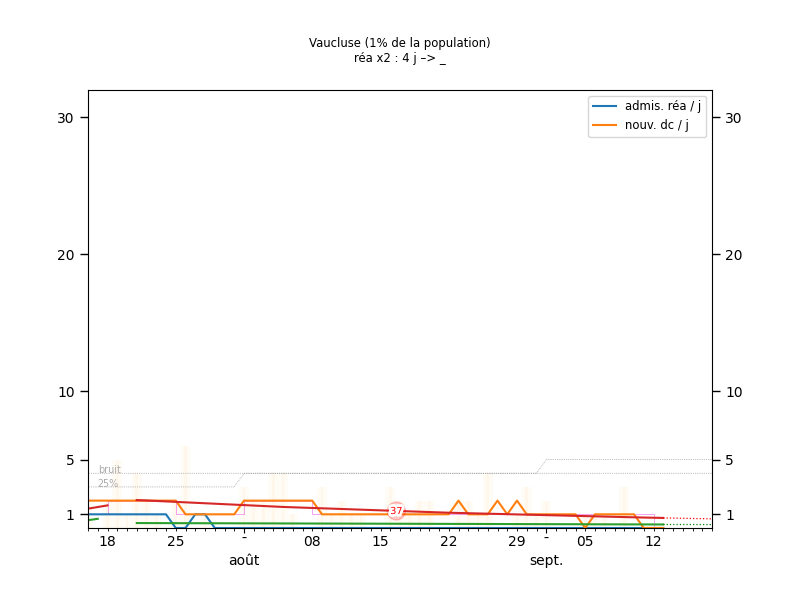 Vaucluse (1% de la population)
réa x2 : 4 j –> _
30
30
admis. réa / j
nouv. dc / j
20
20
10
10
5
5
bruit
25%
37
1
1
18 25 - 08 15 22 29 - 05 12
août sept.